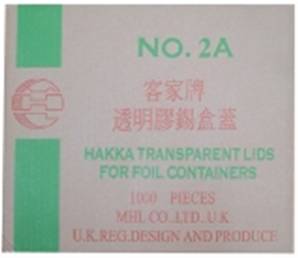 NO. 2A
客家牌
透明膠錫盒蓋
HAKKA TRANSPARENT LIDS
FOR FOIL CONTAINERS
1000 PIECES
MHL CO.,LTD. U.K
U.K.REG.DESIGN AND PRODUCE